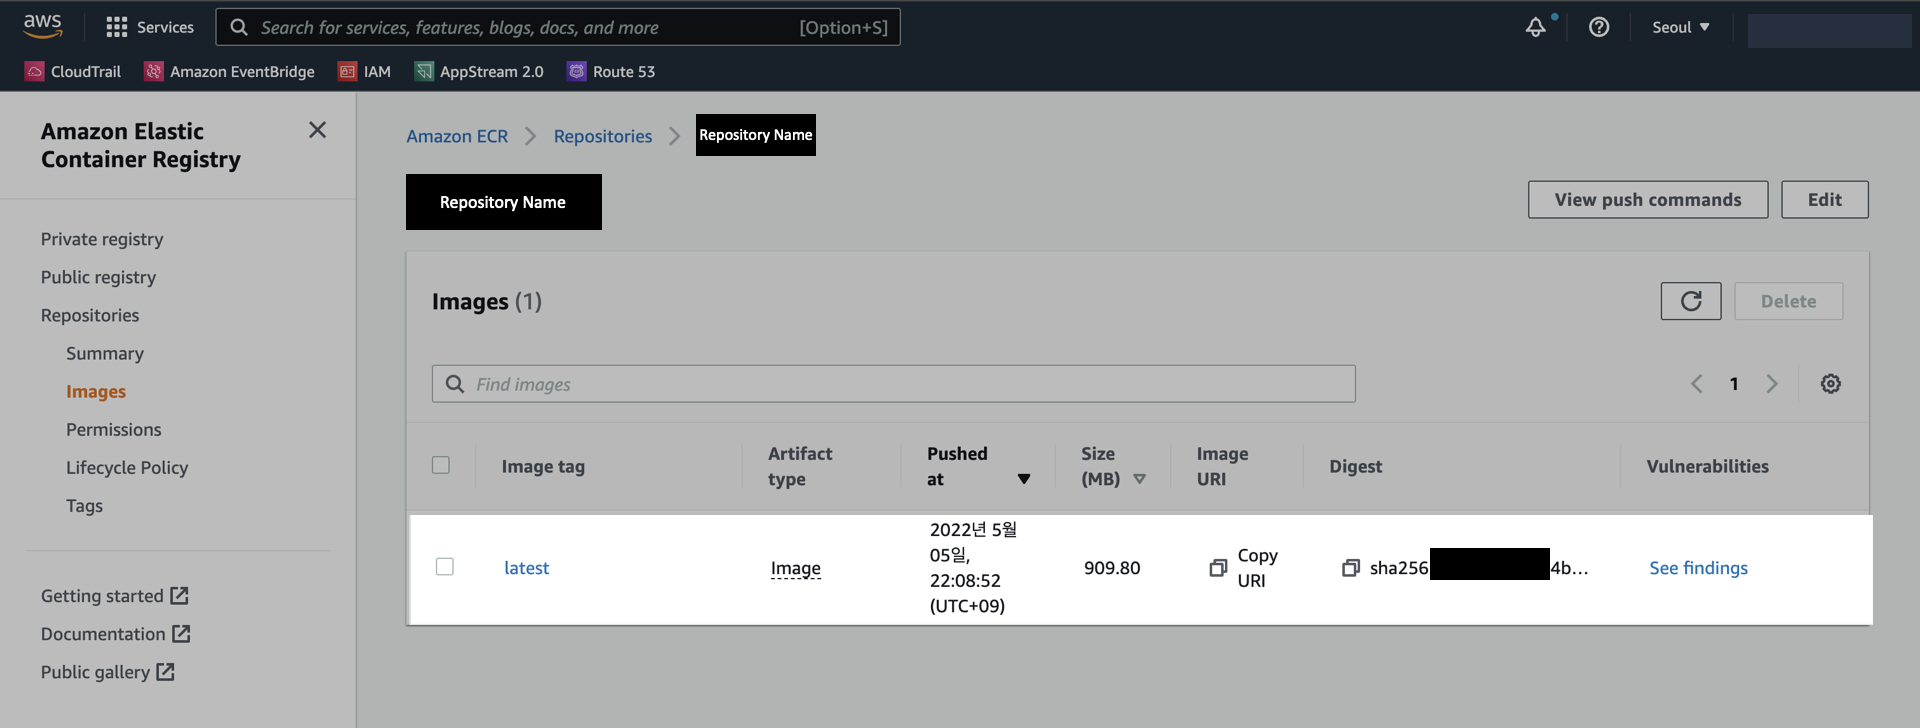 aws
Services
Search for services, features, blogs, docs, and more
[Option+S]
Seoul
CloudTrail
Amazon EventBridge
IAM
AppStream 2.0
Route 53
Amazon Elastic
Container Registry
Private registry
Public registry
Repositories
Summary
Images
Permissions
Lifecycle Policy
Tags
Getting started
Documentation
Public gallery
Amazon ECR
Repositories
Repository Name
Repository Name
View push commands
Edit
Images (1)
Delete
Find images
1
Image tag
Artifact
type
Pushed
at
Size
(MB)
Image
URI
Digest
Vulnerabilities
latest
Image
2022년 5월
05일,
22:08:52
(UTC+09)
909.80
Copy
URI
sha256
4b...
See findings